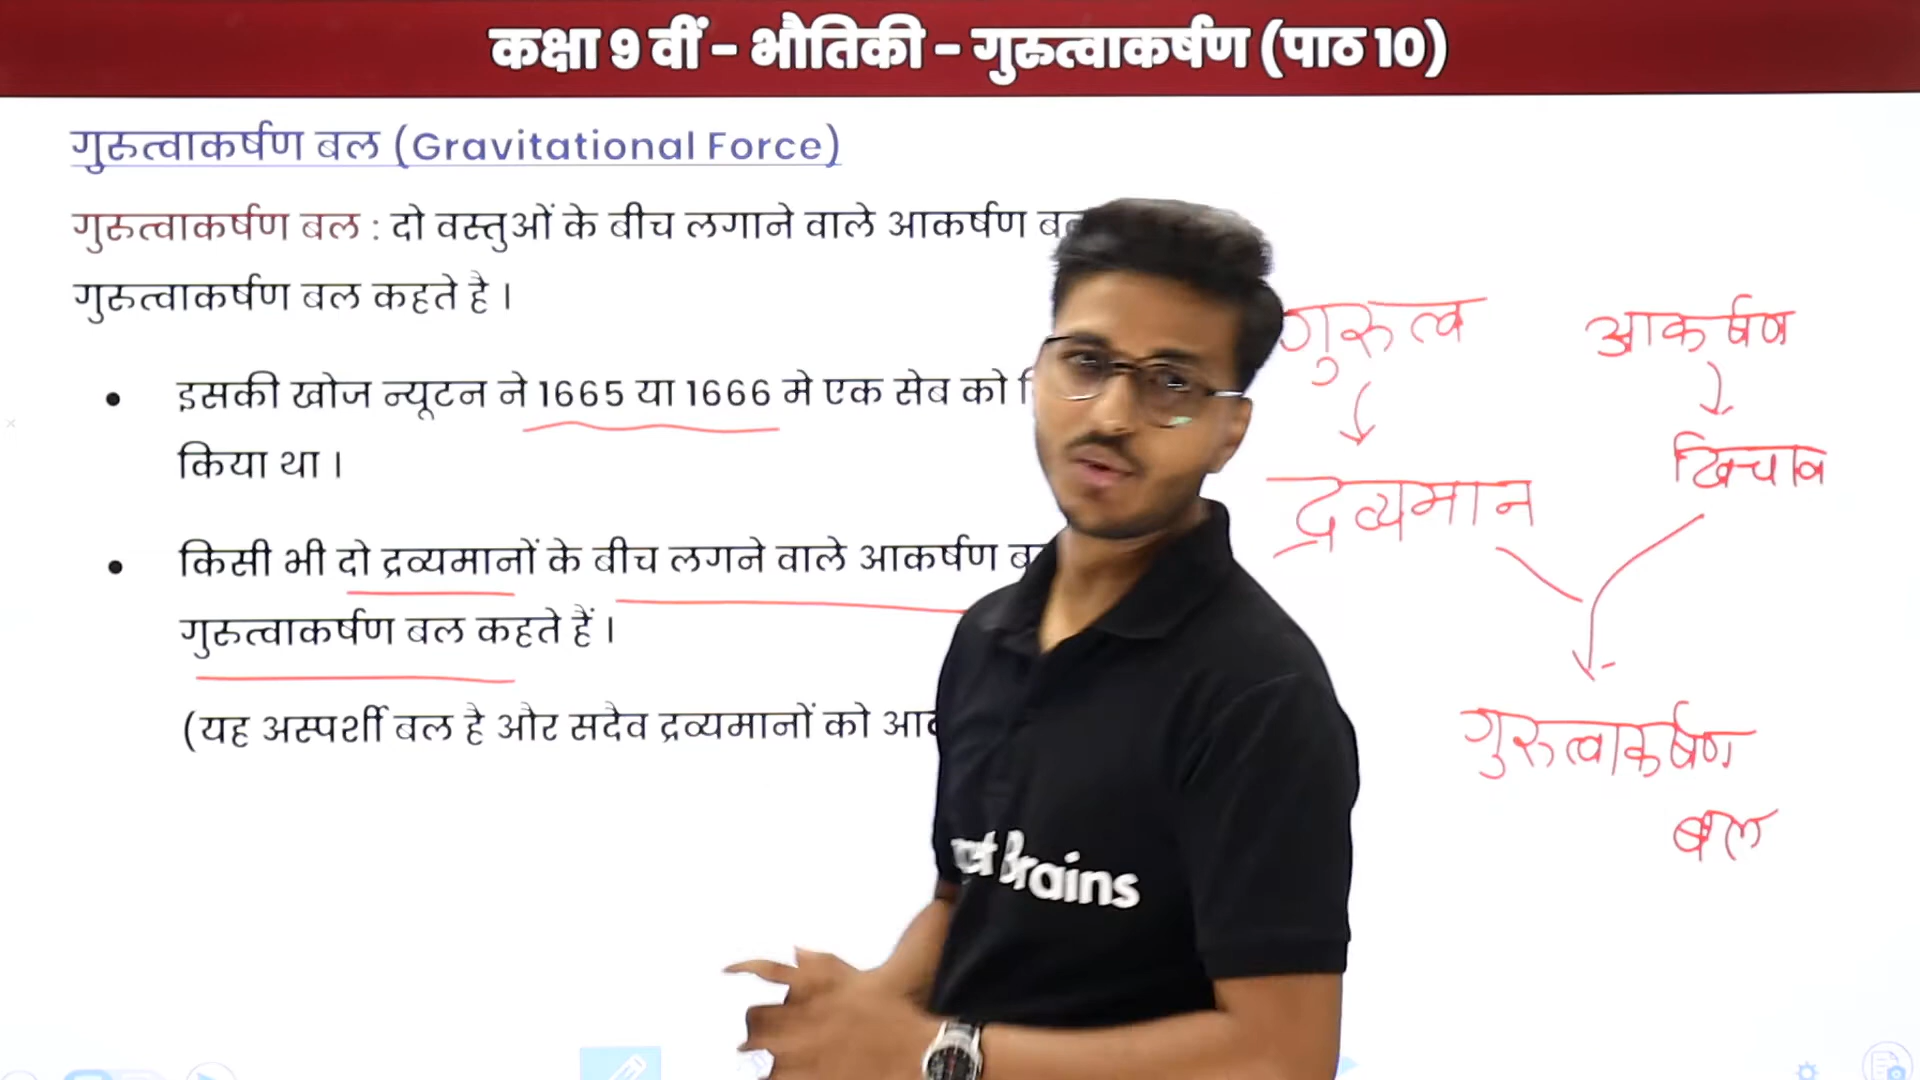 कक्षा 9 वीं - भौतिकी - गुरुत्वाकर्षण (पाठ 10)
गुरुत्वाकर्षण बल (Gravitational Force)
गुरुत्वाकर्षण बल : दो वस्तुओं के बीच लगाने वाले आकर्षण
गुरुत्वाकर्षण बल कहते है ।
इसकी खोज न्यूटन ने 1665 या 1666 मे एक सेब को
किया था ।
किसी भी दो द्रव्यमानों के बीच लगने वाले आकर्षण
गुरुत्वाकर्षण बल कहते हैं ।
(यह अस्पर्शी बल है और सदैव द्रव्यमानों को
गुरुत्व
आकर्षण
द्रव्यमान
खिंचाव
गुरुत्वाकर्षण
बल
Brains